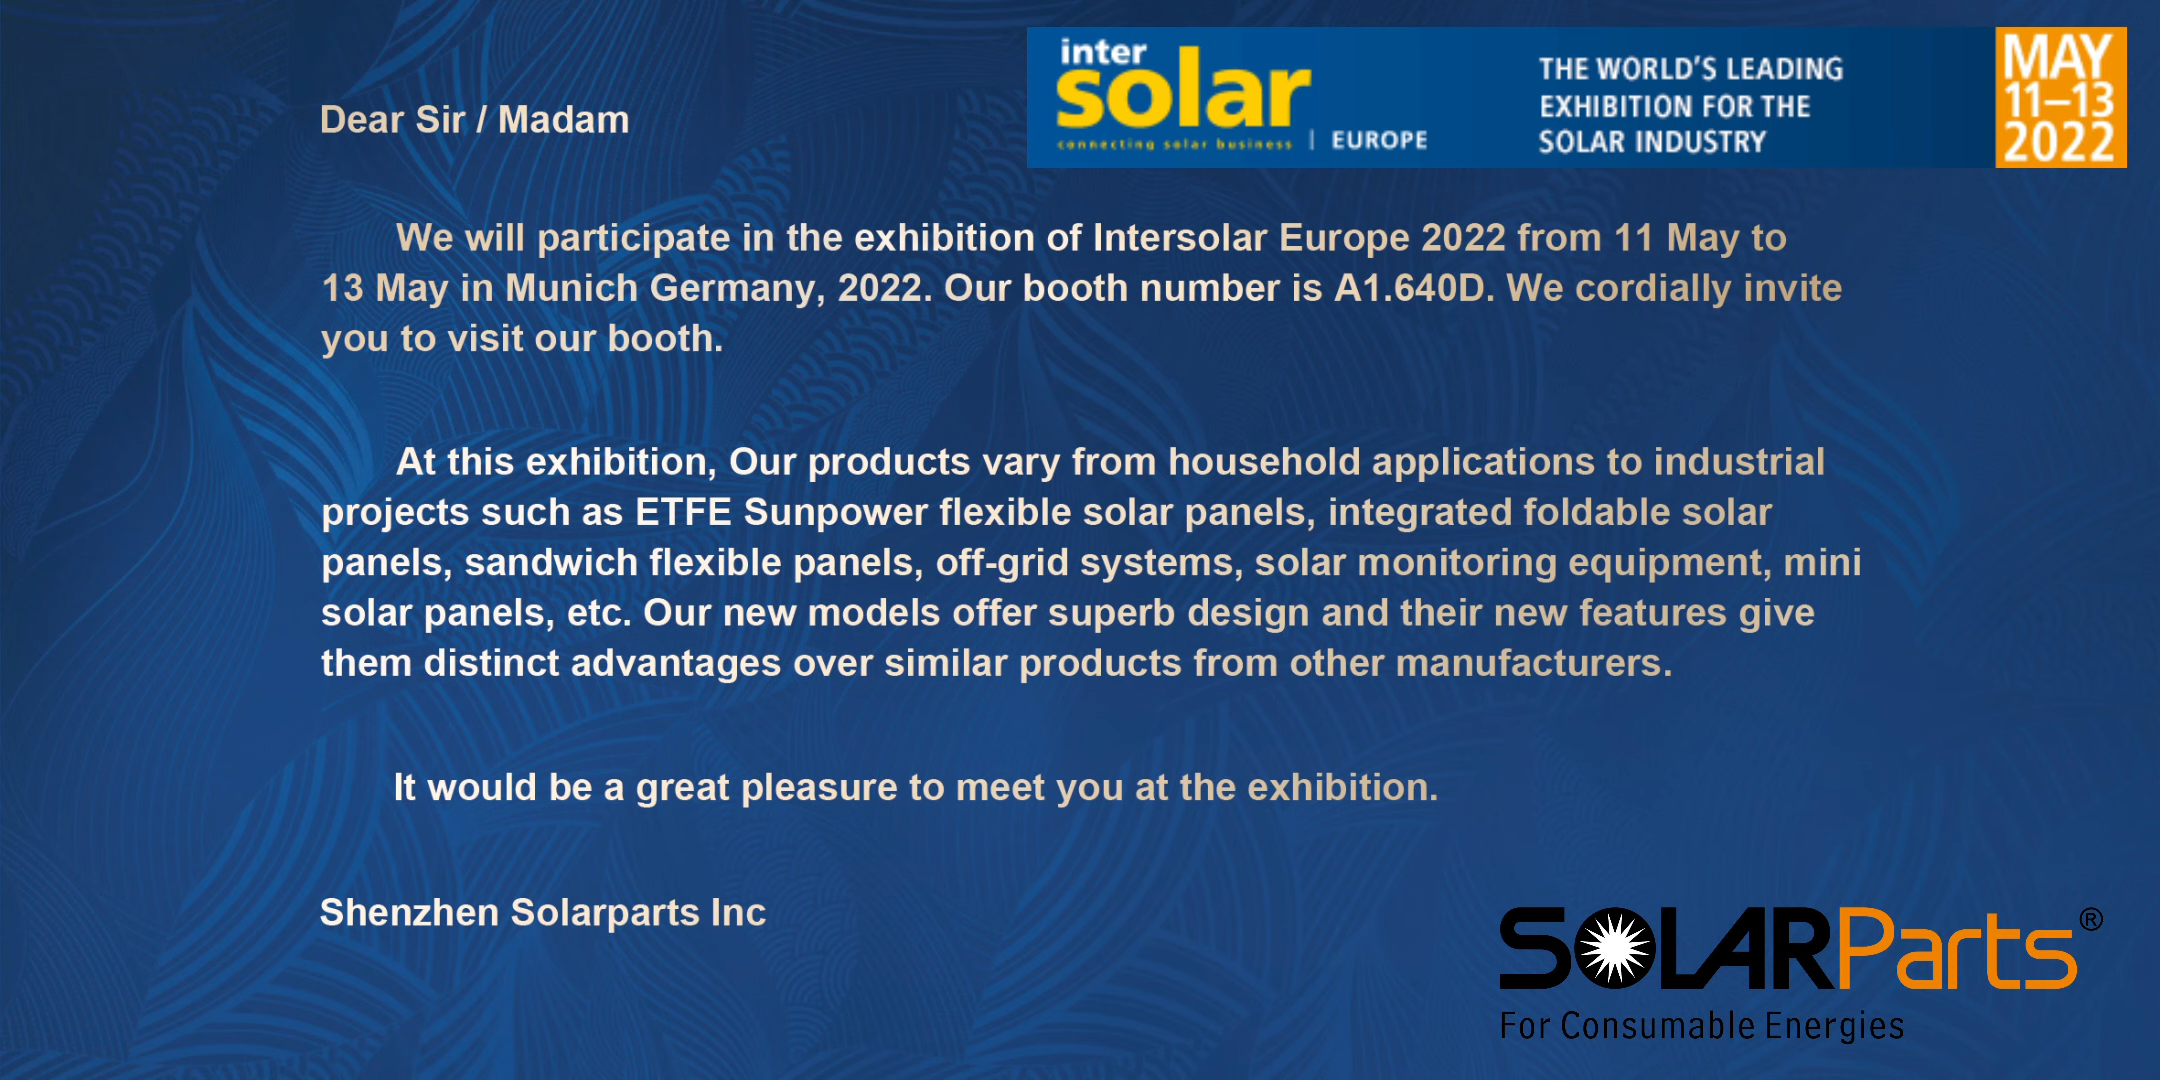 inter
solar
connecting solar business | EUROPE
THE WORLD'S LEADING
EXHIBITION FOR THE
SOLAR INDUSTRY
MAY
11–13
2022
Dear Sir / Madam
We will participate in the exhibition of Intersolar Europe 2022 from 11 May to
13 May in Munich Germany, 2022. Our booth number is A1.640D. We cordially invite
you to visit our booth.
At this exhibition, Our products vary from household applications to industrial
projects such as ETFE Sunpower flexible solar panels, integrated foldable solar
panels, sandwich flexible panels, off-grid systems, solar monitoring equipment, mini
solar panels, etc. Our new models offer superb design and their new features give
them distinct advantages over similar products from other manufacturers.
It would be a great pleasure to meet you at the exhibition.
Shenzhen Solarparts Inc
SOLARParts®
For Consumable Energies